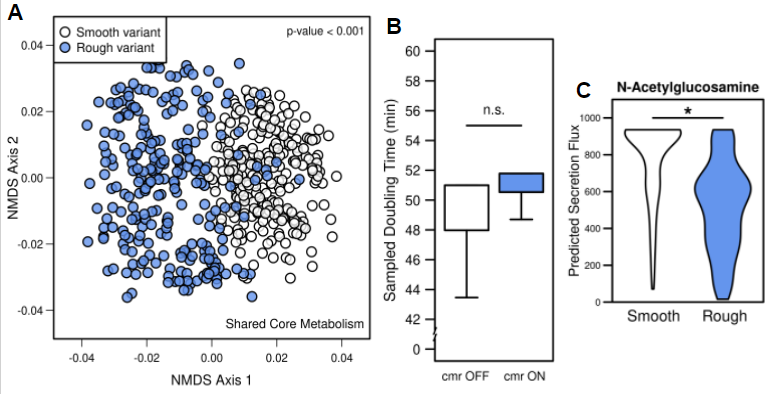 A
Smooth variant
Rough variant
p-value < 0.001
0.04
0.02
0.00
-0.02
-0.04
NMDS Axis 2
Shared Core Metabolism
-0.04
-0.02
0.00
0.02
0.04
NMDS Axis 1
B
Sampled Doubling Time (min)
60
58
56
54
52
50
48
46
44
42
0
n.s.
cmr OFF
cmr ON
C
N-Acetylglucosamine
*
Predicted Secretion Flux
1000
800
600
400
200
0
Smooth
Rough